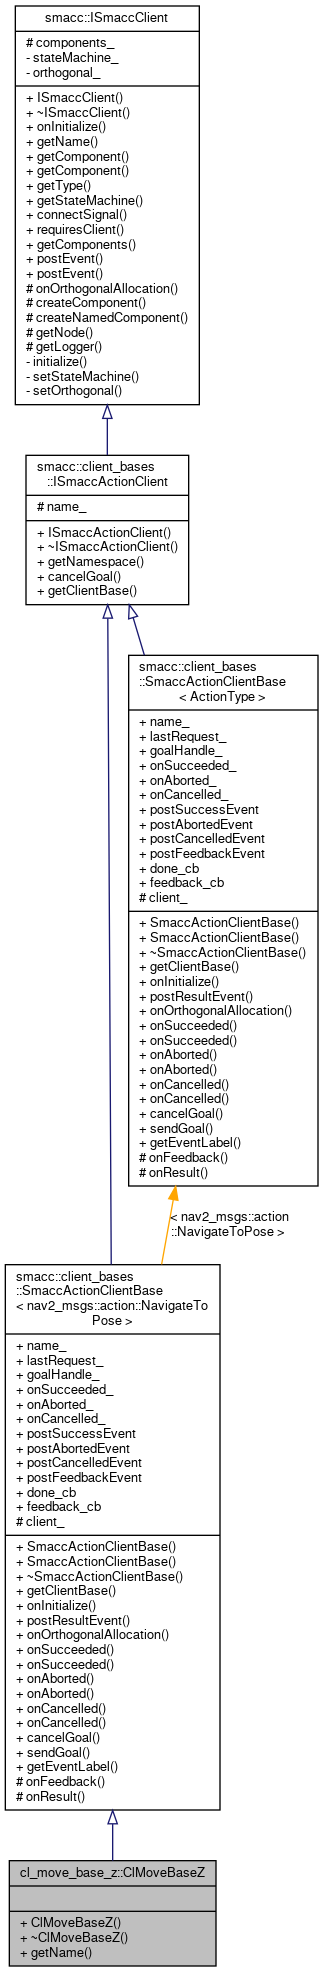 smacc::ISmaccClient
# components_
- stateMachine_
- orthogonal_
+ ISmaccClient()
+ ~ISmaccClient()
+ onInitialize()
+ getName()
+ getComponent()
+ getComponent()
+ getType()
+ getStateMachine()
+ connectSignal()
+ requiresClient()
+ getComponents()
+ postEvent()
+ postEvent()
# onOrthogonalAllocation()
# createComponent()
# createNamedComponent()
# getNode()
# getLogger()
- initialize()
- setStateMachine()
- setOrthogonal()
smacc::client_bases
::ISmaccActionClient
# name_
+ ISmaccActionClient()
+ ~ISmaccActionClient()
+ getNamespace()
+ cancelGoal()
+ getClientBase()
smacc::client_bases
::SmaccActionClientBase
< ActionType >
+ name_
+ lastRequest_
+ goalHandle_
+ onSucceeded_
+ onAborted_
+ onCancelled_
+ postSuccessEvent
+ postAbortedEvent
+ postCancelledEvent
+ postFeedbackEvent
+ done_cb
+ feedback_cb
# client_
+ SmaccActionClientBase()
+ SmaccActionClientBase()
+ ~SmaccActionClientBase()
+ getClientBase()
+ onInitialize()
+ postResultEvent()
+ onOrthogonalAllocation()
+ onSucceeded()
+ onSucceeded()
+ onAborted()
+ onAborted()
+ onCancelled()
+ onCancelled()
+ cancelGoal()
+ sendGoal()
+ getEventLabel()
# onFeedback()
# onResult()
< nav2_msgs::action
::NavigateToPose >
smacc::client_bases
::SmaccActionClientBase
< nav2_msgs::action::NavigateTo
Pose >
+ name_
+ lastRequest_
+ goalHandle_
+ onSucceeded_
+ onAborted_
+ onCancelled_
+ postSuccessEvent
+ postAbortedEvent
+ postCancelledEvent
+ postFeedbackEvent
+ done_cb
+ feedback_cb
# client_
+ SmaccActionClientBase()
+ SmaccActionClientBase()
+ ~SmaccActionClientBase()
+ getClientBase()
+ onInitialize()
+ postResultEvent()
+ onOrthogonalAllocation()
+ onSucceeded()
+ onSucceeded()
+ onAborted()
+ onAborted()
+ onCancelled()
+ onCancelled()
+ cancelGoal()
+ sendGoal()
+ getEventLabel()
# onFeedback()
# onResult()
cl_move_base_z::ClMoveBaseZ
+ ClMoveBaseZ()
+ ~ClMoveBaseZ()
+ getName()